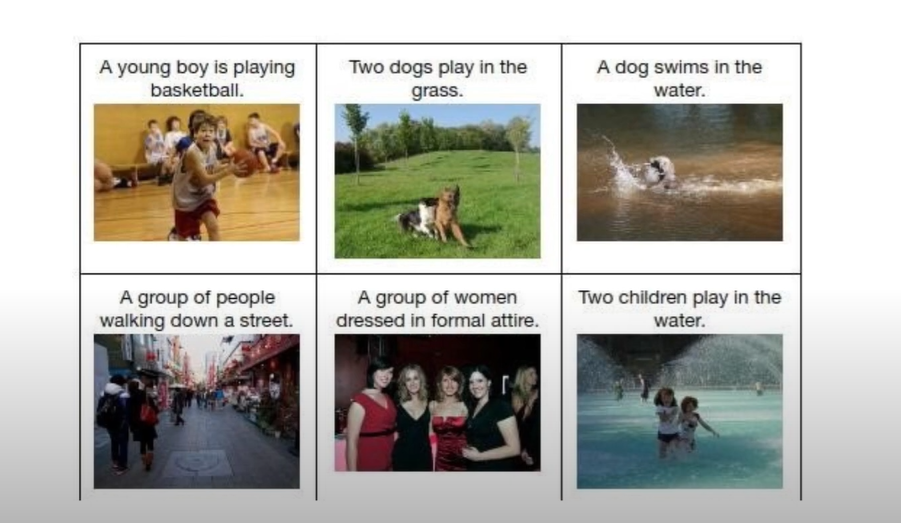 A young boy is playing
basketball.
Two dogs play in the
grass.
A dog swims in the
water.
A group of people
walking down a street.
A group of women
dressed in formal attire.
Two children play in the
water.